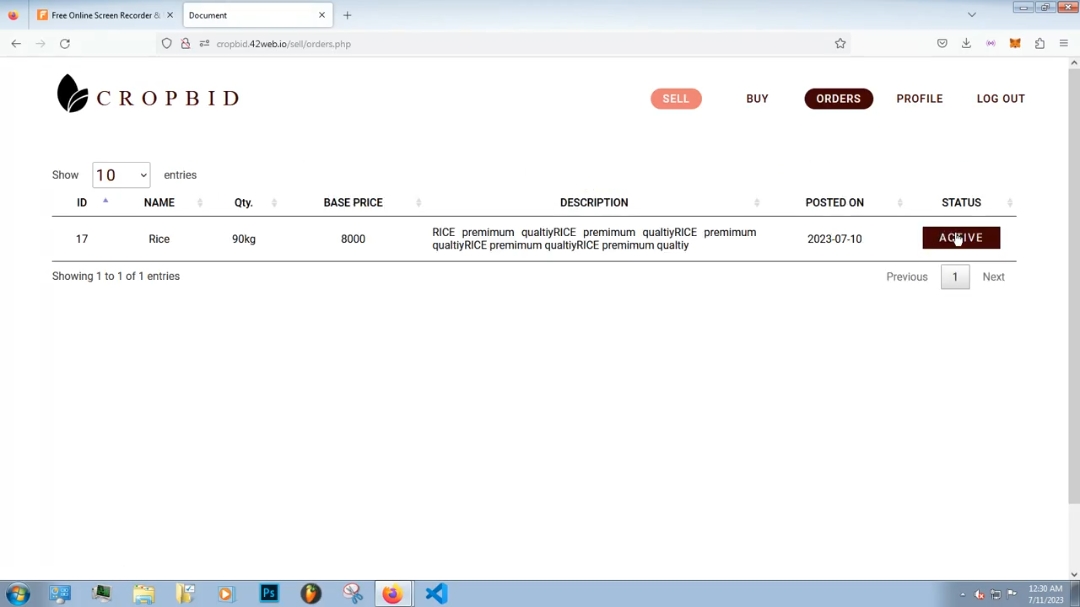 Free Online Screen Recorder &
Document
cropbid.42web.io/sell/orders.php
CROPBID
SELL
BUY
ORDERS
PROFILE
LOG OUT
Show 10 entries
ID NAME Qty. BASE PRICE DESCRIPTION POSTED ON STATUS
17 Rice 90kg 8000 RICE premimum qualtiyRICE premimum qualtiyRICE premimum 2023-07-10 ACTIVE
qualtiyRICE premimum qualtiyRICE premimum qualtiy
Showing 1 to 1 of 1 entries
Previous 1 Next
Ps
12:30 AM
7/11/2023